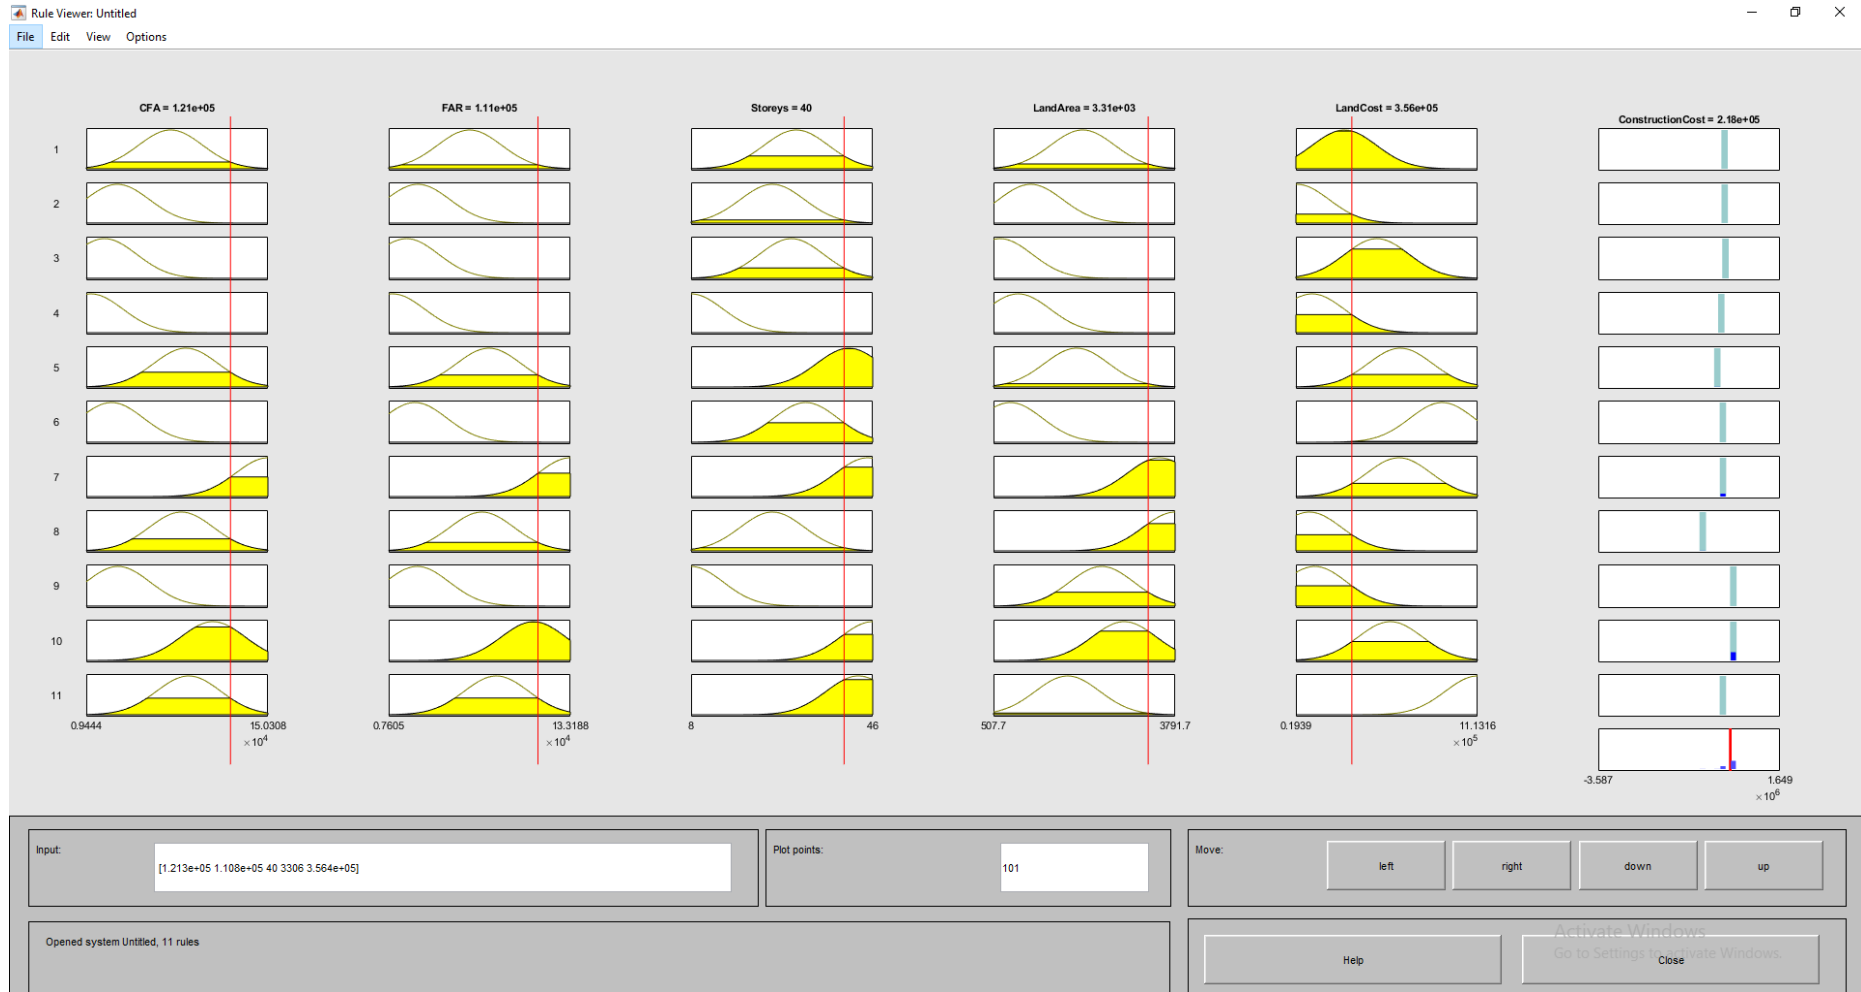 Rule Viewer: Untitled
File Edit View Options
CFA = 1.21e+05 FAR = 1.11e+05 Storeys = 40 LandArea = 3.31e+03 LandCost = 3.56e+05 ConstructionCost = 2.18e+05
1
2
3
4
5
6
7
8
9
10
11
0.9444 15.0308 0.7605 13.3188 8 46 507.7 3791.7 0.1939 11.1316
×10^4 ×10^4 ×10^5
-3.587 1.649
×10^6
Input: [1.213e+05 1.108e+05 40 3306 3.564e+05] Plot points: 101 Move: left right down up
Opened system Untitled, 11 rules
Activate Windows
Go to Settings to activate Windows.
Help Close